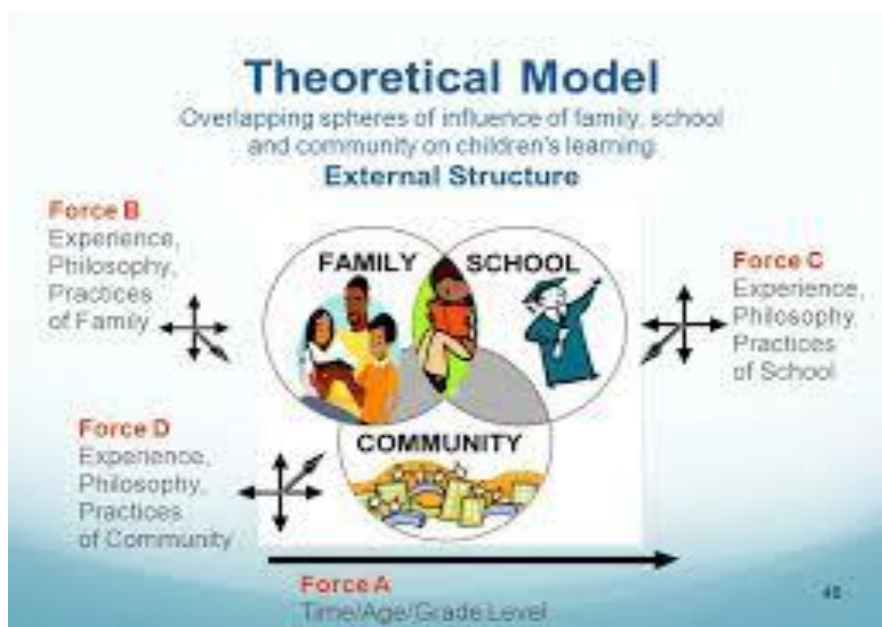 Theoretical Model
Overlapping spheres of influence of family, school
and community on children's learning
External Structure
Force B
Experience,
Philosophy,
Practices
of Family
FAMILY
SCHOOL
Force C
Experience,
Philosophy,
Practices
of School
COMMUNITY
Force D
Experience,
Philosophy,
Practices
of Community
Force A
Time/Age/Grade Level